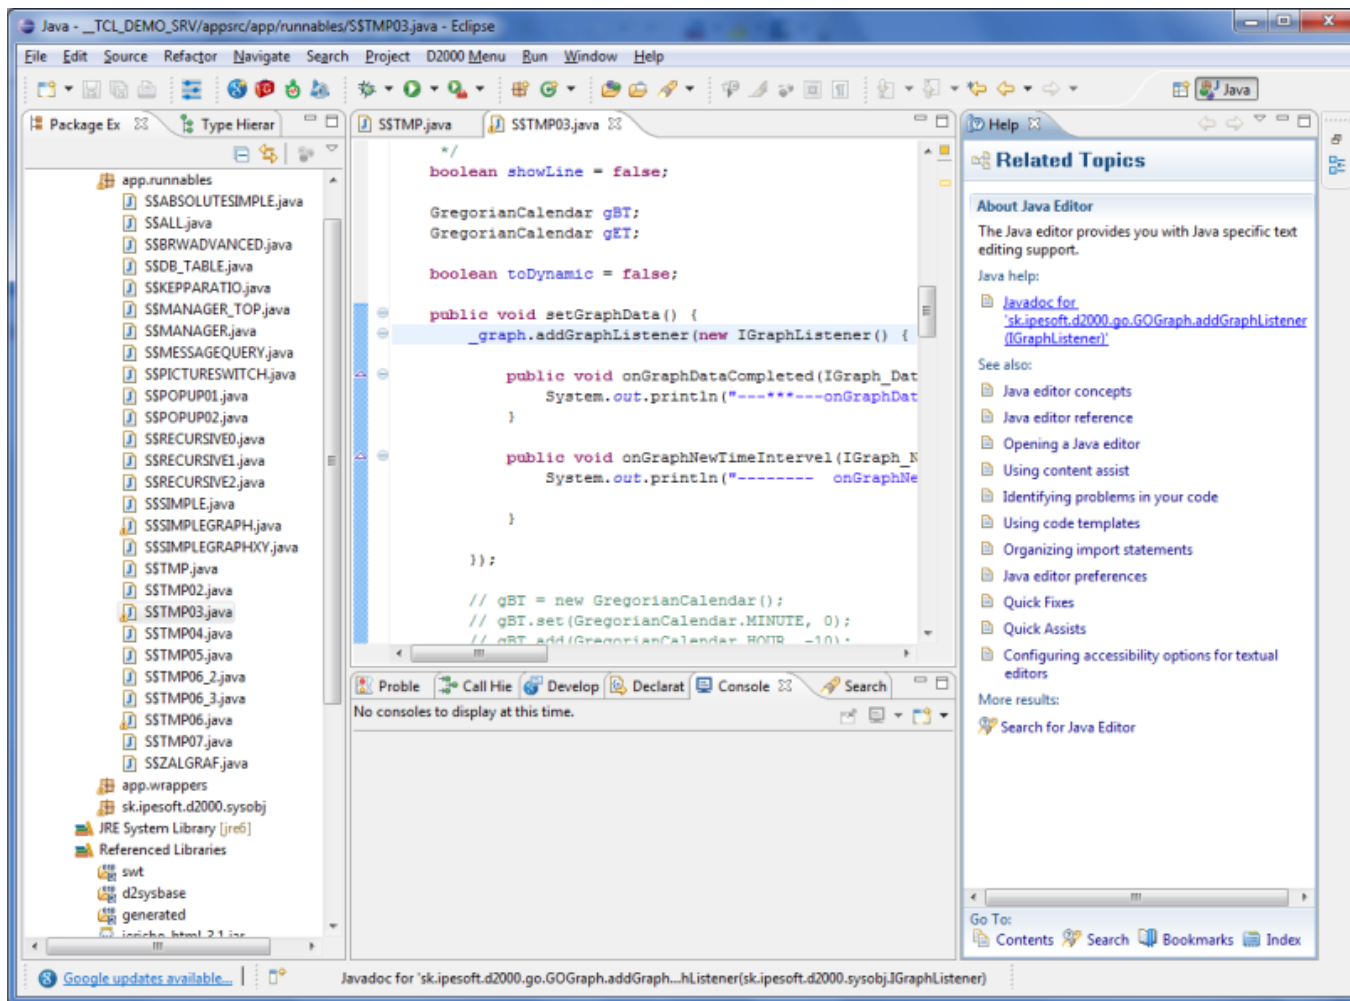 Java - __TCL_DEMO_SRV/appsrc/app/runnables/S$TMP03.java - Eclipse
File Edit Source Refactor Navigate Search Project D2000 Menu Run Window Help
Java
Package Ex
Type Hierar
app.runnables
S$ABSOLUTESIMPLE.java
S$ALL.java
S$BRWADVANCED.java
S$DB_TABLE.java
S$KEPPARATIO.java
S$MANAGER_TOP.java
S$MANAGER.java
S$MESSAGEQUERY.java
S$PICTURESWITCH.java
S$POPUP01.java
S$POPUP02.java
S$RECURSIVE0.java
S$RECURSIVE1.java
S$RECURSIVE2.java
S$SIMPLE.java
S$SIMPLEGRAPH.java
S$SIMPLEGRAPHXY.java
S$TMP.java
S$TMP02.java
S$TMP03.java
S$TMP04.java
S$TMP05.java
S$TMP06_2.java
S$TMP06_3.java
S$TMP06.java
S$TMP07.java
S$ZALGRAF.java
app.wrappers
sk.ipesoft.d2000.sysobj
JRE System Library [jre6]
Referenced Libraries
swt
d2sysbase
generated
jericho-html-3.1.jar
S$TMP.java
S$TMP03.java
*/
boolean showLine = false;
GregorianCalendar gBT;
GregorianCalendar gET;
boolean toDynamic = false;
public void setGraphData() {
_graph.addGraphListener(new IGraphListener() {
public void onGraphDataCompleted(IGraph_Dat
System.out.println("---***---onGraphDat
}
public void onGraphNewTimeIntervel(IGraph_N
System.out.println("-------- onGraphNe
}
});
// gBT = new GregorianCalendar();
// gBT.set(GregorianCalendar.MINUTE, 0);
// gBT.add(GregorianCalendar.HOUR, -10);
Proble
Call Hie
Develop
Declarat
Console
Search
No consoles to display at this time.
Help
Related Topics
About Java Editor
The Java editor provides you with Java specific text
editing support.
Java help:
Javadoc for
'sk.ipesoft.d2000.go.GOGraph.addGraphListener
(IGraphListener)'
See also:
Java editor concepts
Java editor reference
Opening a Java editor
Using content assist
Identifying problems in your code
Using code templates
Organizing import statements
Java editor preferences
Quick Fixes
Quick Assists
Configuring accessibility options for textual
editors
More results:
Search for Java Editor
Go To:
Contents Search Bookmarks Index
Google updates available...
Javadoc for 'sk.ipesoft.d2000.go.GOGraph.addGraph...hListener(sk.ipesoft.d2000.sysobj.IGraphListener)